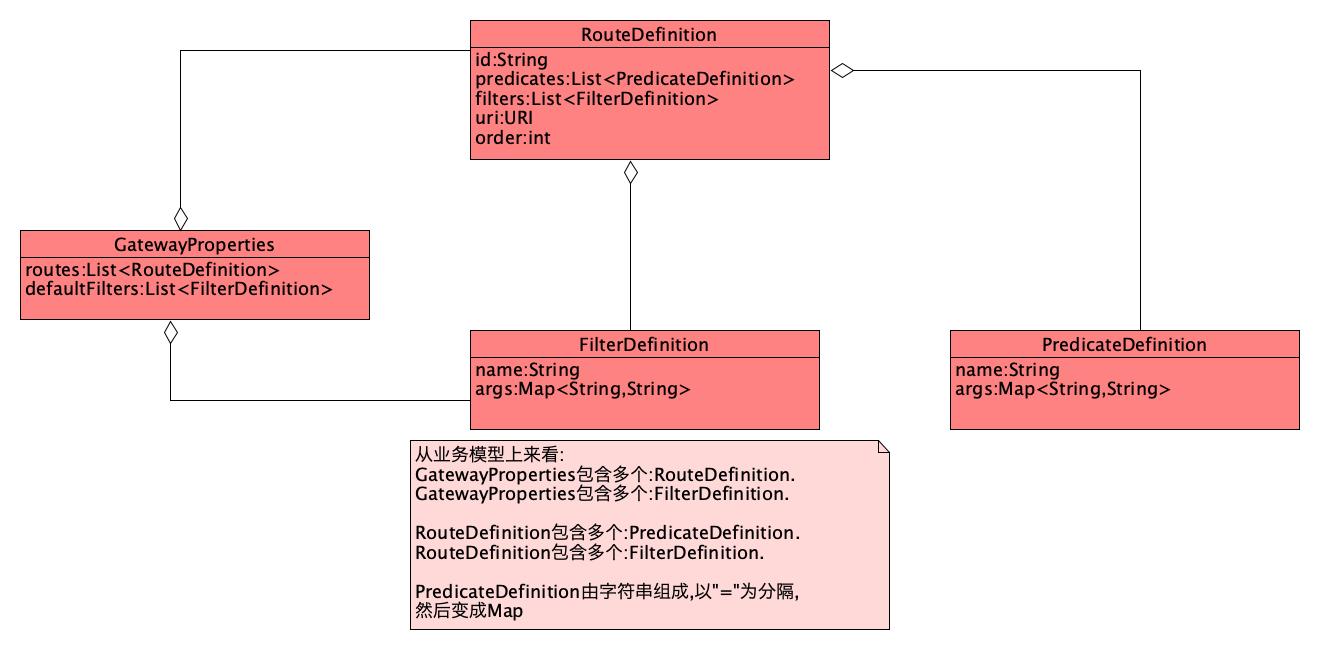 RouteDefinition
id:String
predicates:List<PredicateDefinition>
filters:List<FilterDefinition>
uri:URI
order:int
GatewayProperties
routes:List<RouteDefinition>
defaultFilters:List<FilterDefinition>
FilterDefinition
name:String
args:Map<String,String>
PredicateDefinition
name:String
args:Map<String,String>
从业务模型上来看:
GatewayProperties包含多个:RouteDefinition.
GatewayProperties包含多个:FilterDefinition.
RouteDefinition包含多个:PredicateDefinition.
RouteDefinition包含多个:FilterDefinition.
PredicateDefinition由字符串组成,以"="为分隔,
然后变成Map